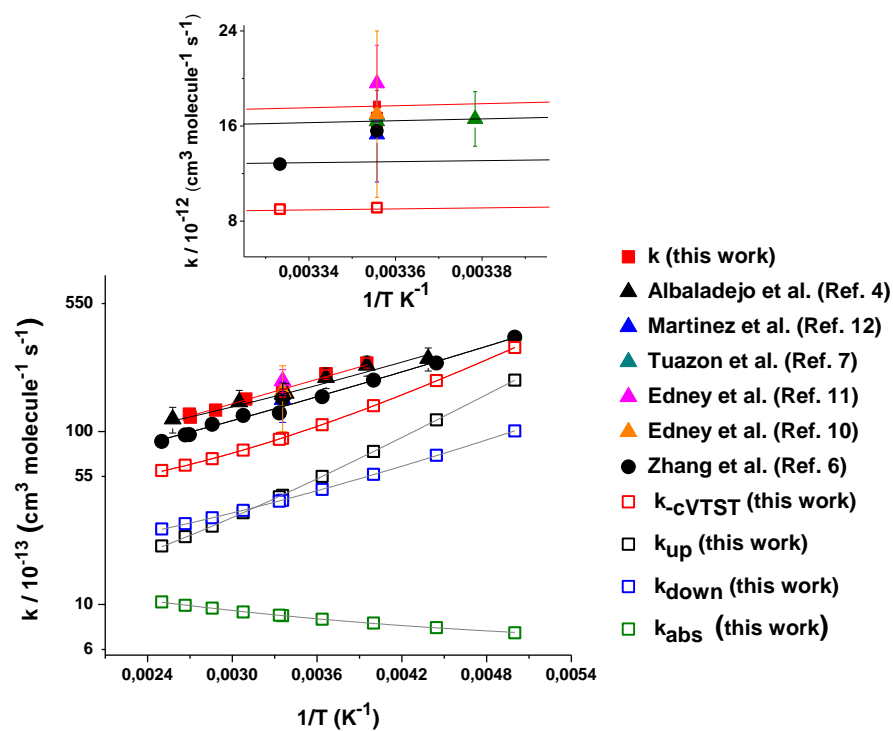 24
16
8
k / 10⁻¹² (cm³ molecule⁻¹ s⁻¹)
0,00334
0,00336
0,00338
1/T K⁻¹
550
100
55
10
6
k / 10⁻¹³ (cm³ molecule⁻¹ s⁻¹)
0,0024
0,0030
0,0036
0,0042
0,0048
0,0054
1/T (K⁻¹)
k (this work)
Albaladejo et al. (Ref. 4)
Martinez et al. (Ref. 12)
Tuazon et al. (Ref. 7)
Edney et al. (Ref. 11)
Edney et al. (Ref. 10)
Zhang et al. (Ref. 6)
k-cVTST (this work)
kup (this work)
kdown (this work)
kabs (this work)